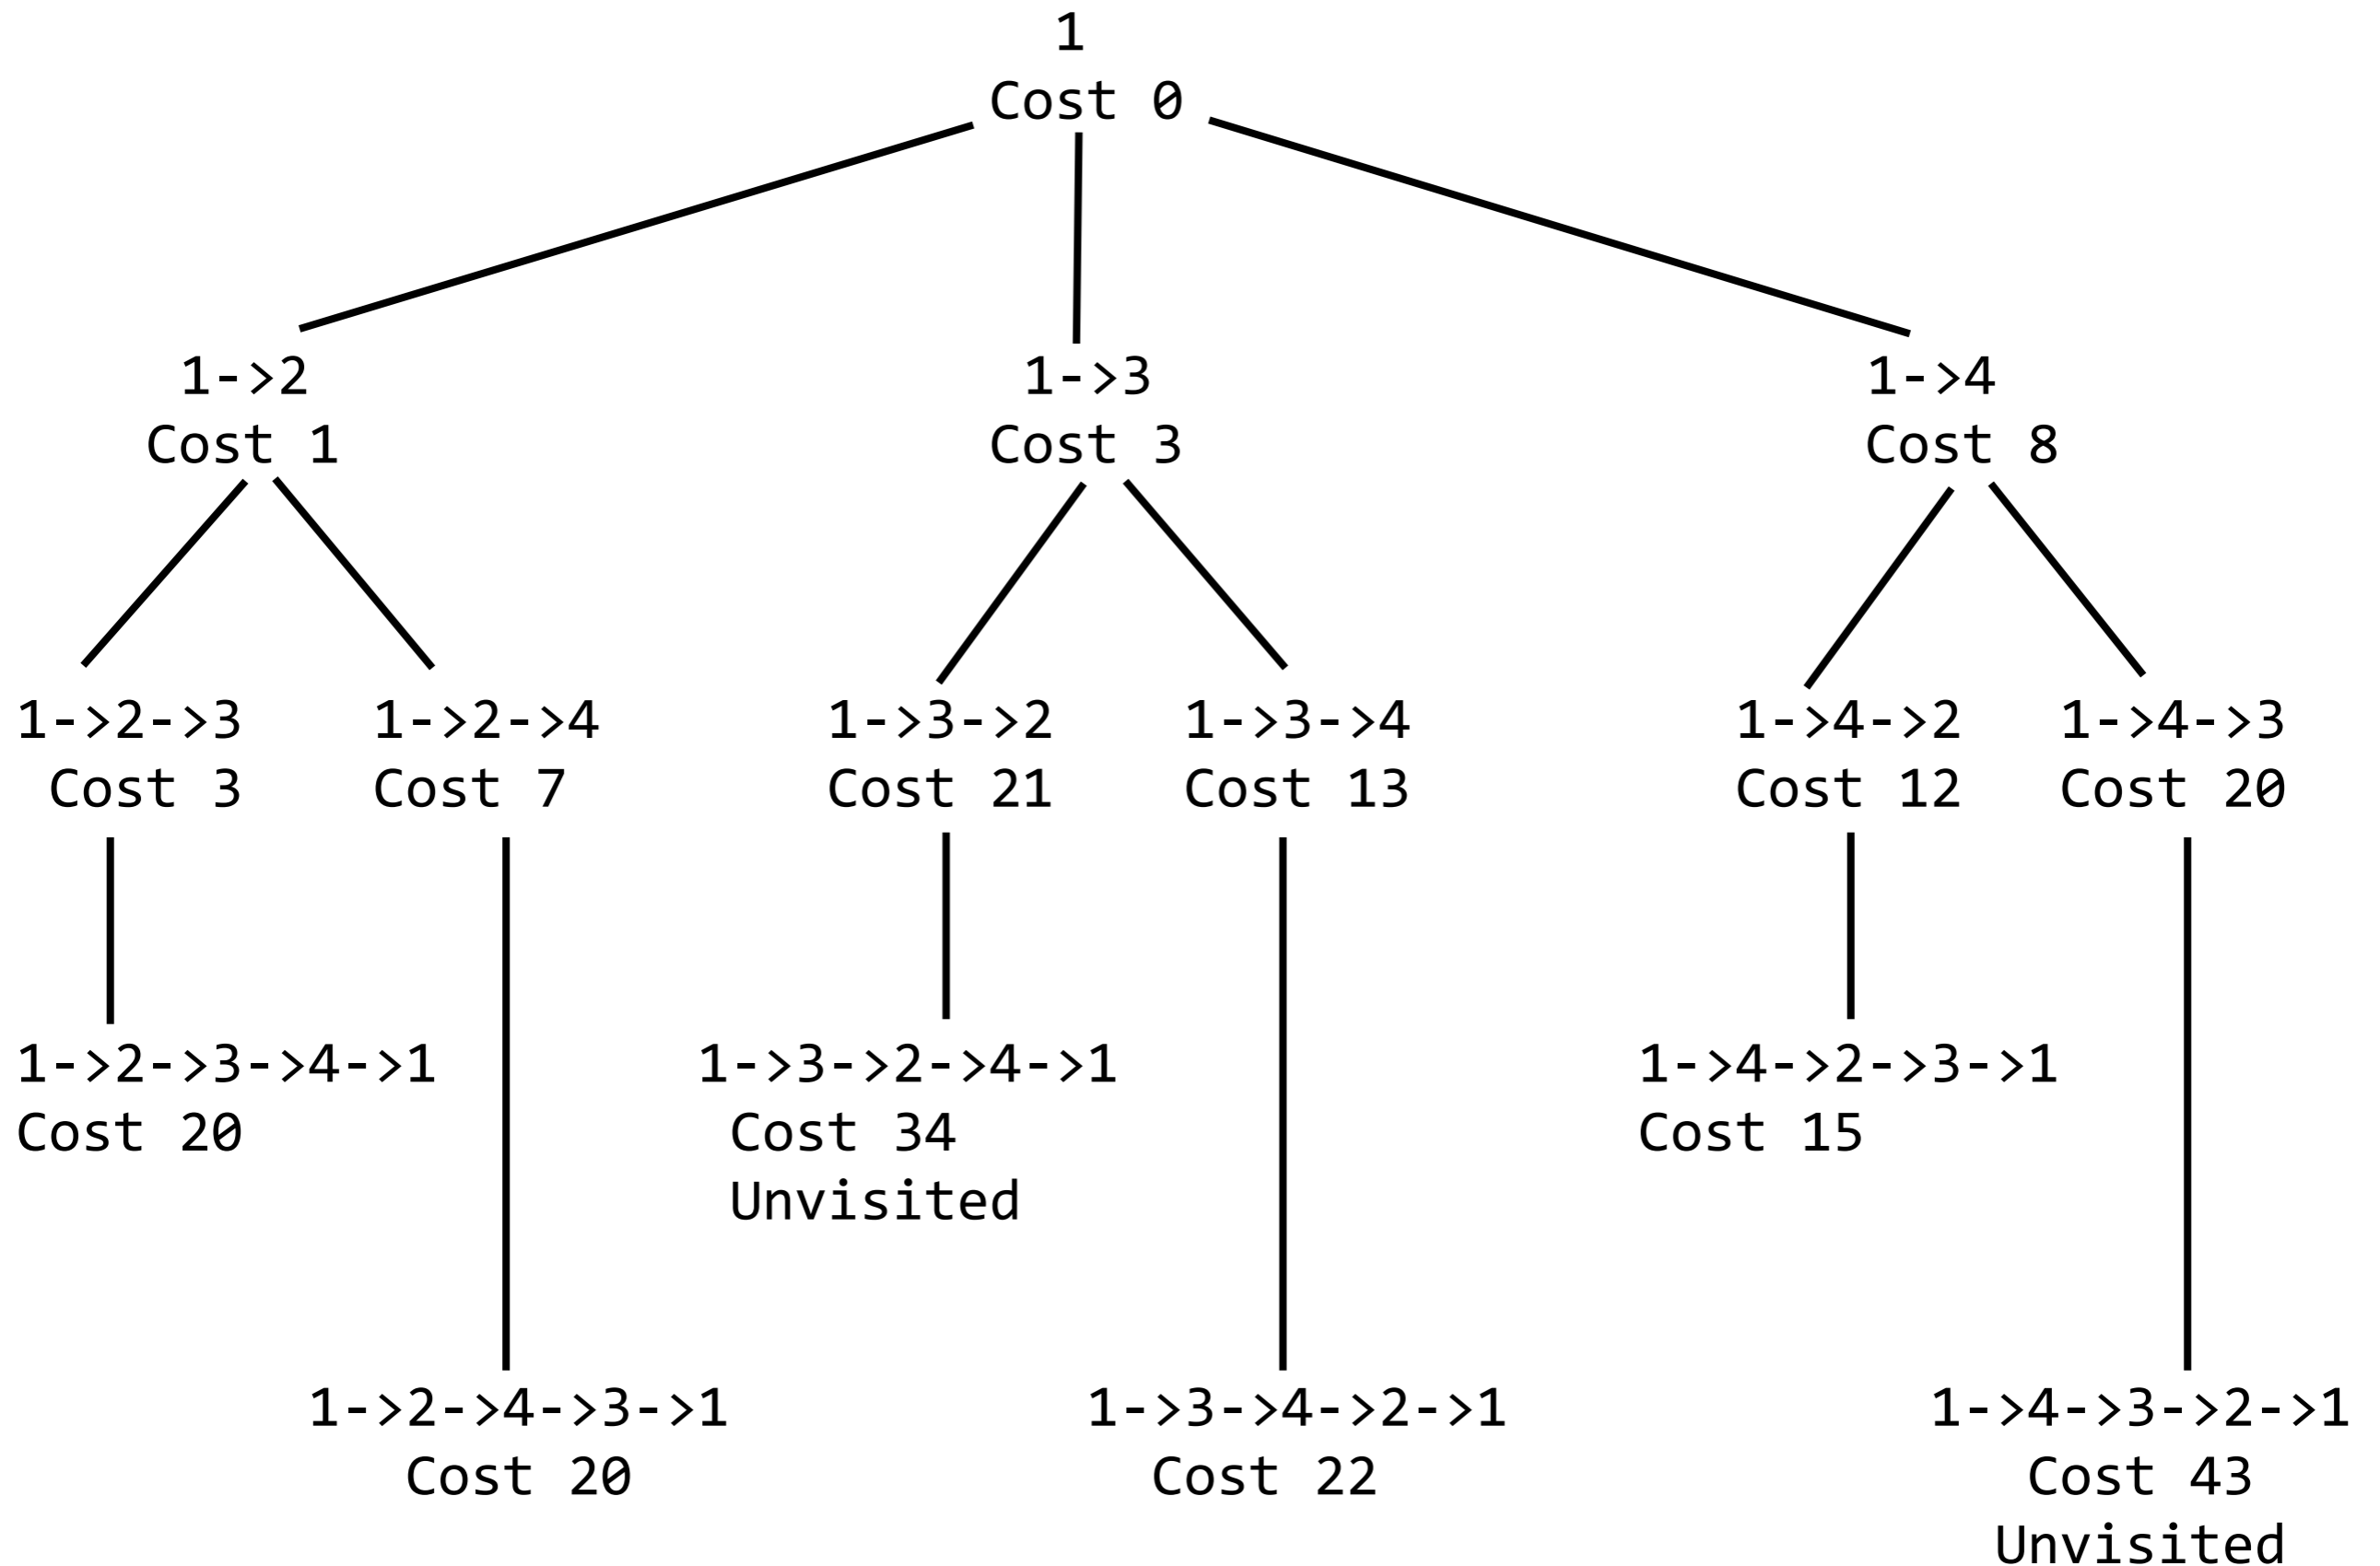 1
Cost 0
1->2
Cost 1
1->3
Cost 3
1->4
Cost 8
1->2->3
Cost 3
1->2->4
Cost 7
1->3->2
Cost 21
1->3->4
Cost 13
1->4->2
Cost 12
1->4->3
Cost 20
1->2->3->4->1
Cost 20
1->3->2->4->1
Cost 34
Unvisited
1->4->2->3->1
Cost 15
1->2->4->3->1
Cost 20
1->3->4->2->1
Cost 22
1->4->3->2->1
Cost 43
Unvisited